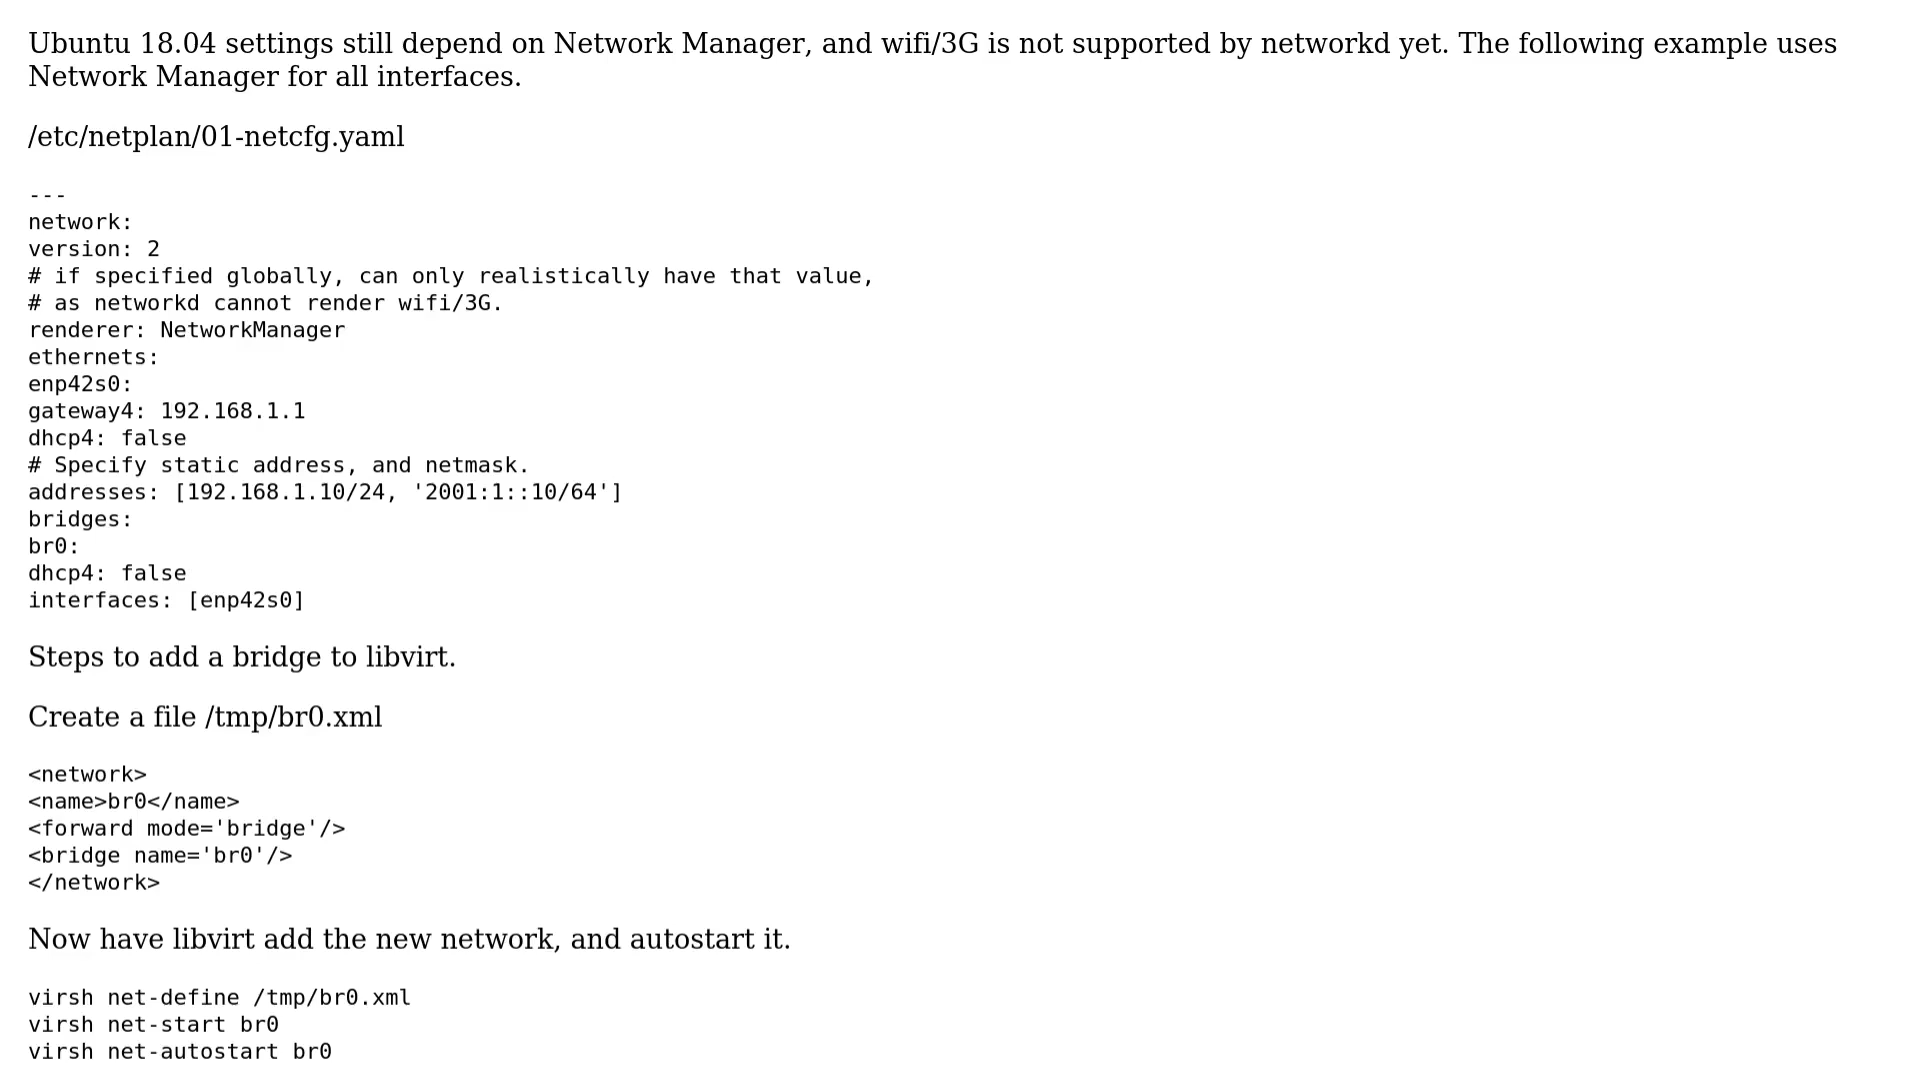 Ubuntu 18.04 settings still depend on Network Manager, and wifi/3G is not supported by networkd yet. The following example uses
Network Manager for all interfaces.
/etc/netplan/01-netcfg.yaml
---
network:
version: 2
# if specified globally, can only realistically have that value,
# as networkd cannot render wifi/3G.
renderer: NetworkManager
ethernets:
enp42s0:
gateway4: 192.168.1.1
dhcp4: false
# Specify static address, and netmask.
addresses: [192.168.1.10/24, '2001:1::10/64']
bridges:
br0:
dhcp4: false
interfaces: [enp42s0]
Steps to add a bridge to libvirt.
Create a file /tmp/br0.xml
<network>
<name>br0</name>
<forward mode='bridge'/>
<bridge name='br0'/>
</network>
Now have libvirt add the new network, and autostart it.
virsh net-define /tmp/br0.xml
virsh net-start br0
virsh net-autostart br0